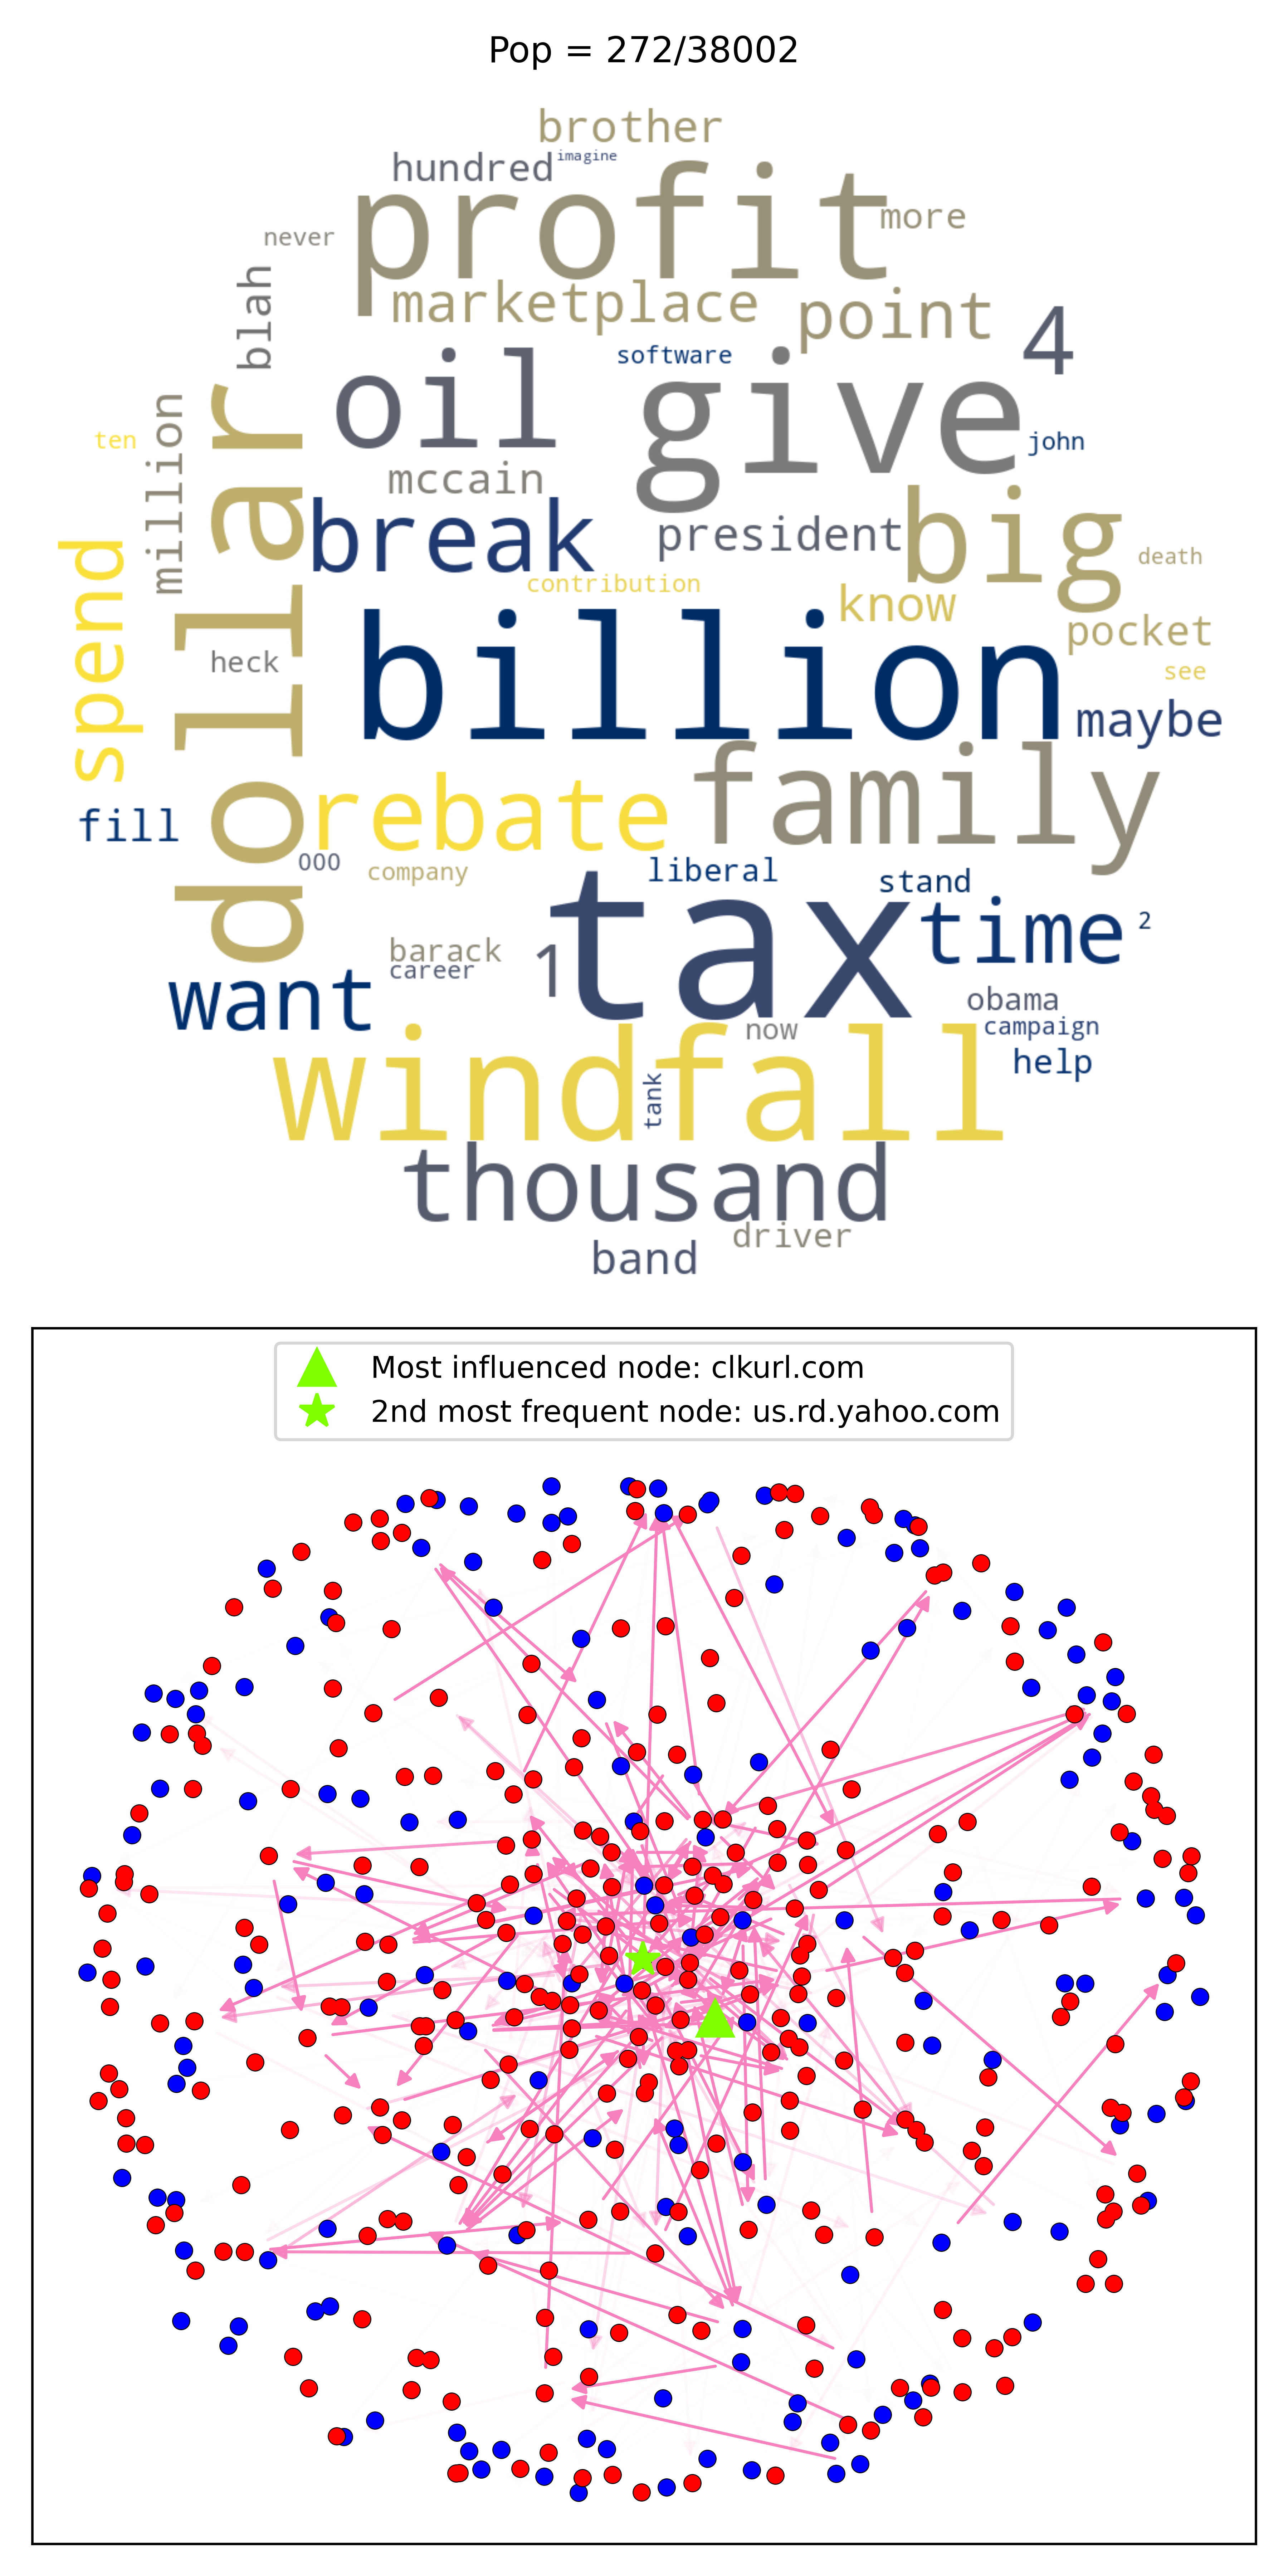 Pop = 272/38002
brother
hundred imagine
profit
more
never
marketplace
point
blah
4
software
oil
give
dollar
million
ten
john
mccain
break
president
big
death
spend
contribution
know
billion
pocket
heck
see
maybe
family
rebate
fill
000
company
liberal
stand
tax
time
2
barack
career
1
want
obama
now
campaign
windfall
help
tank
thousand
driver
band
Most influenced node: clkurl.com
2nd most frequent node: us.rd.yahoo.com